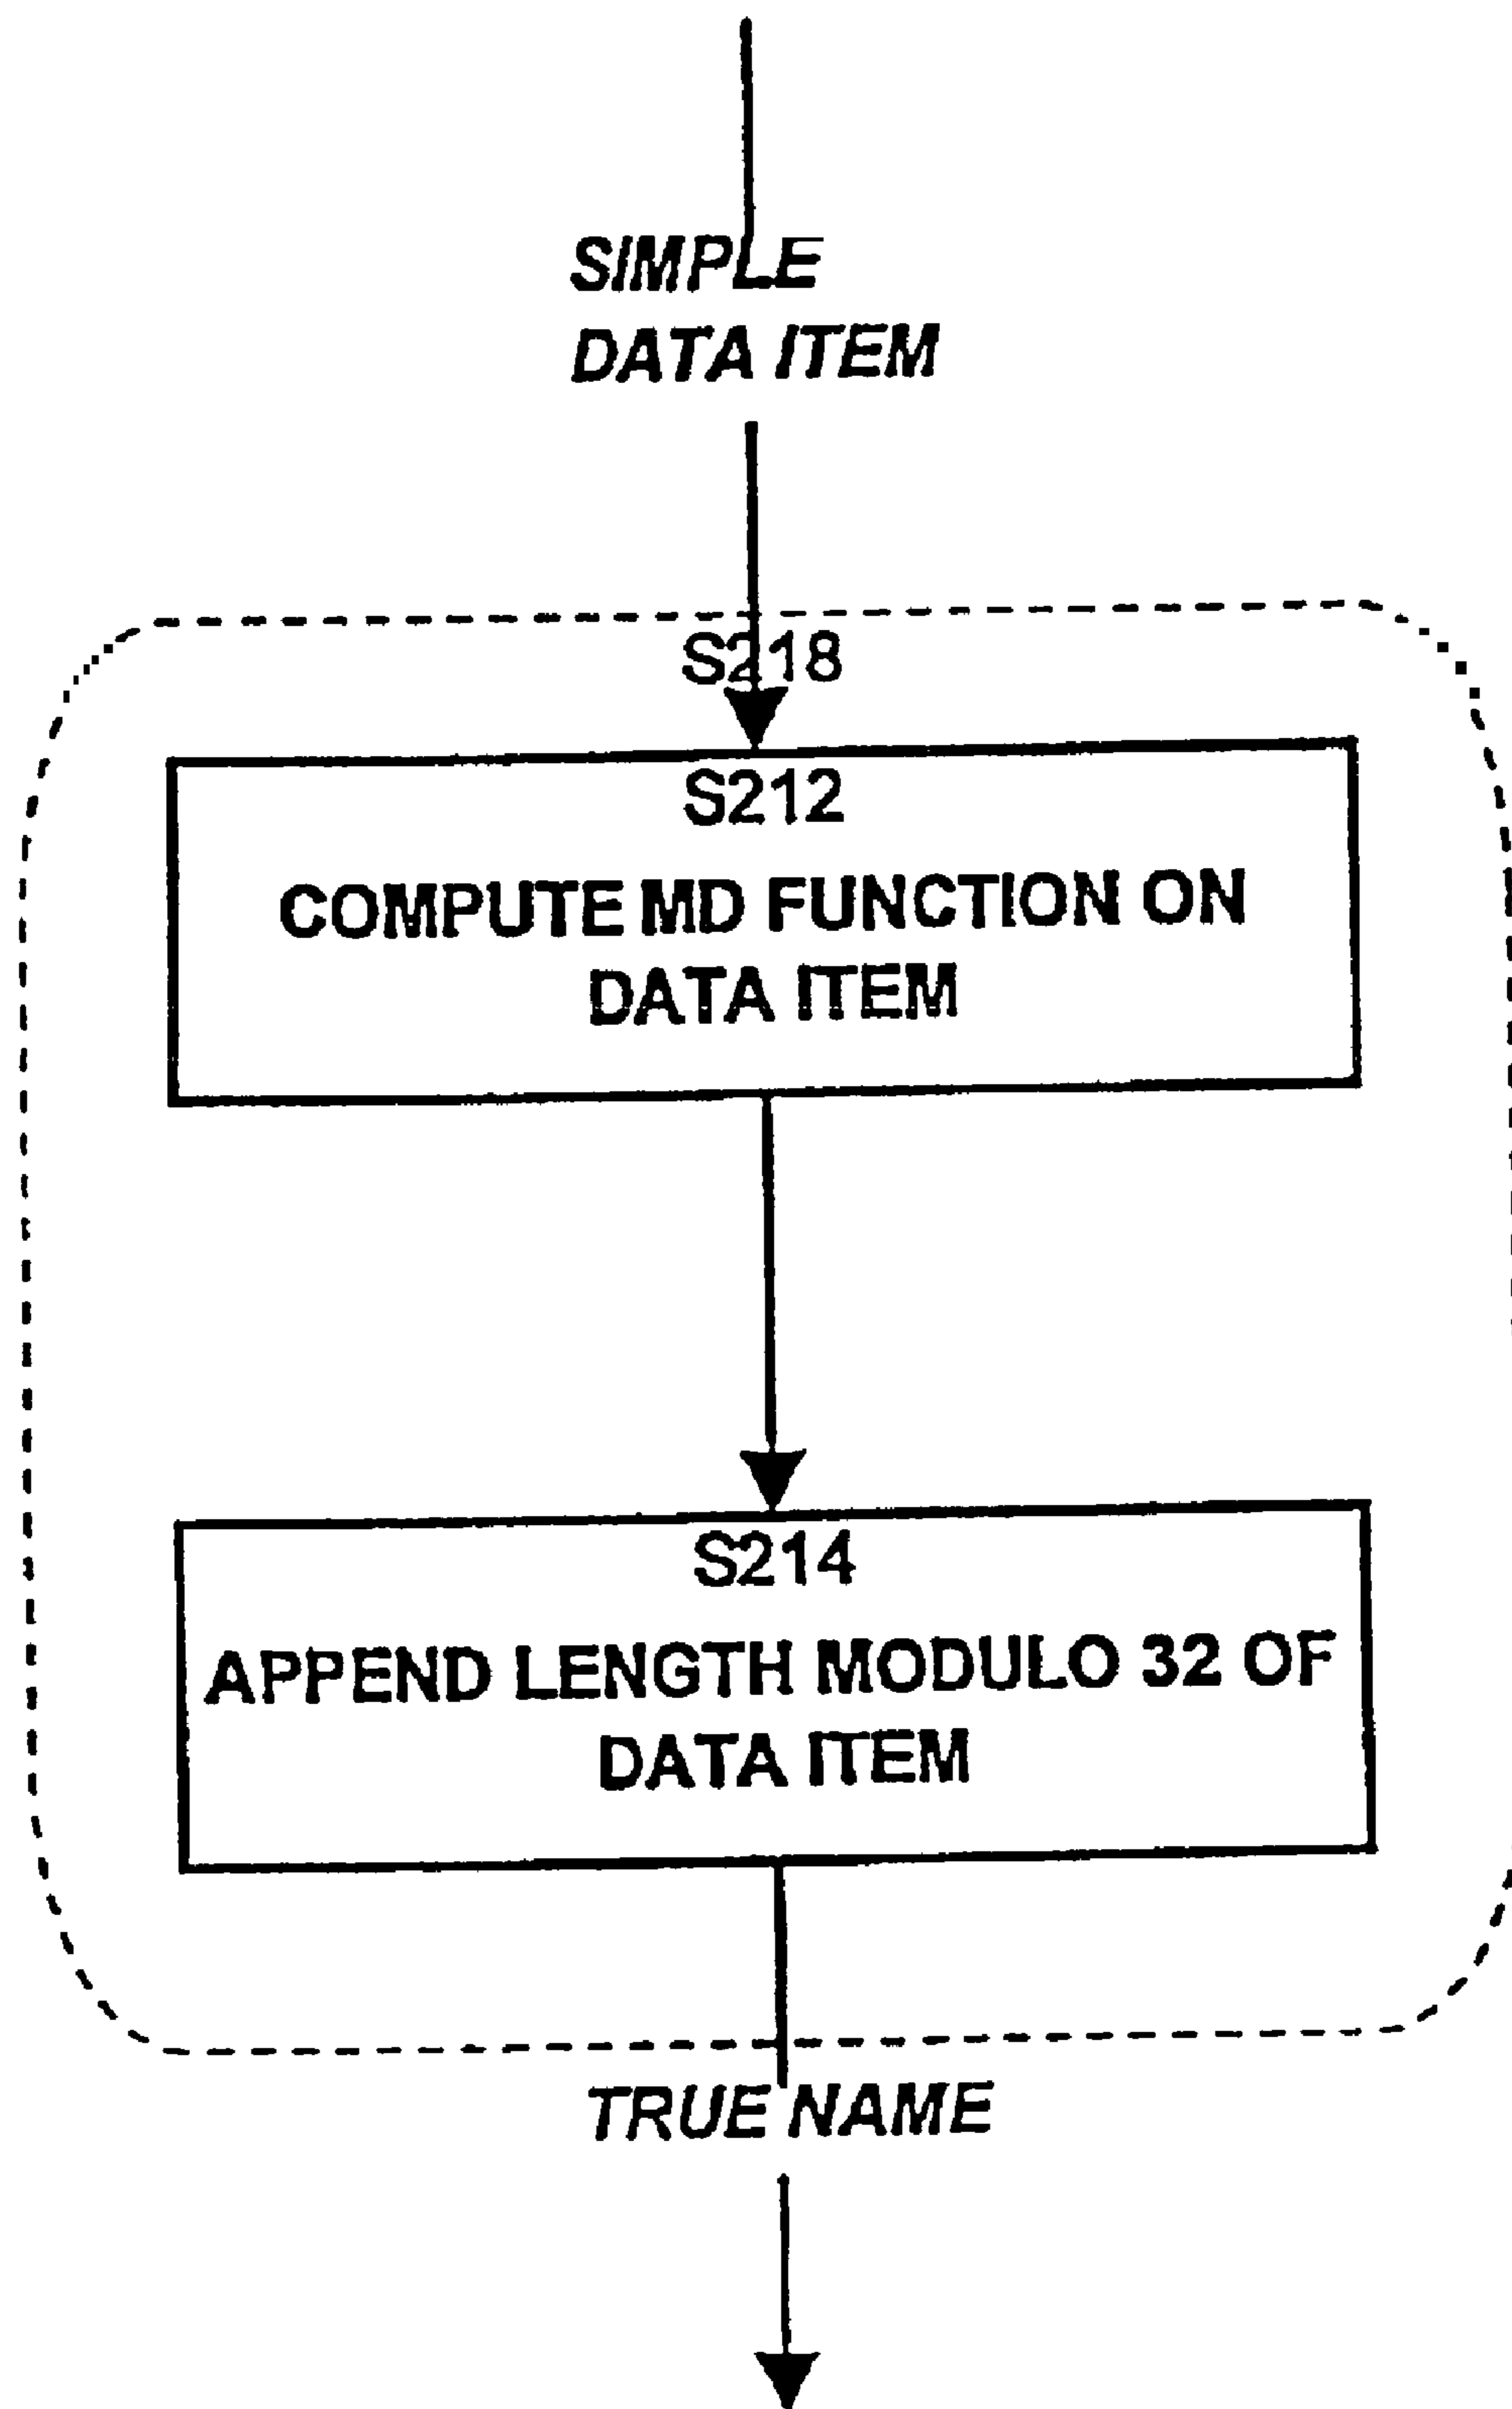 SIMPLE
DATA ITEM
S218
S212
COMPUTE MD FUNCTION ON
DATA ITEM
S214
APPEND LENGTH MODULO 32 OF
DATA ITEM
TRUE NAME